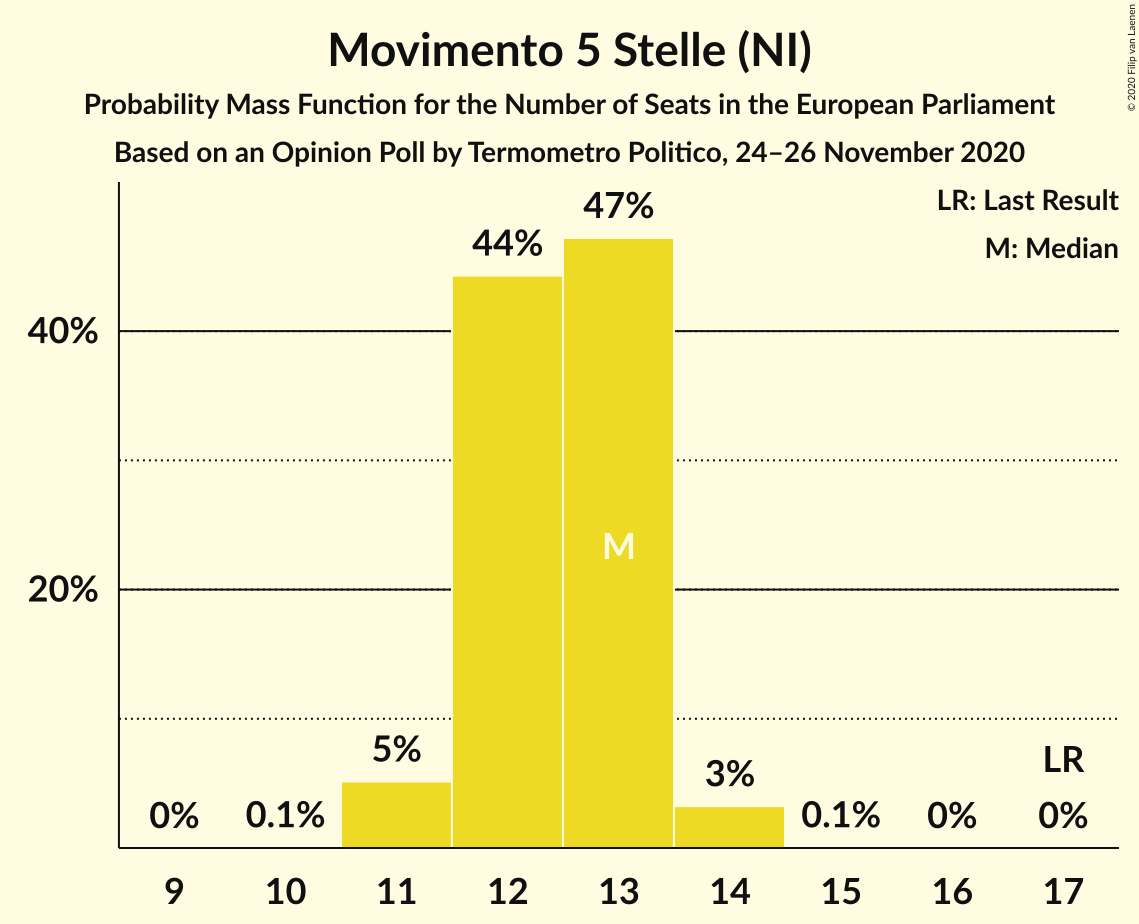 Movimento 5 Stelle (NI)
Probability Mass Function for the Number of Seats in the European Parliament
Based on an Opinion Poll by Termometro Politico, 24–26 November 2020
© 2020 Filip van Laenen
LR: Last Result
M: Median
47%
44%
40%
M
20%
5%
3%
LR
0%
0.1%
0.1%
0%
0%
9 10 11 12 13 14 15 16 17